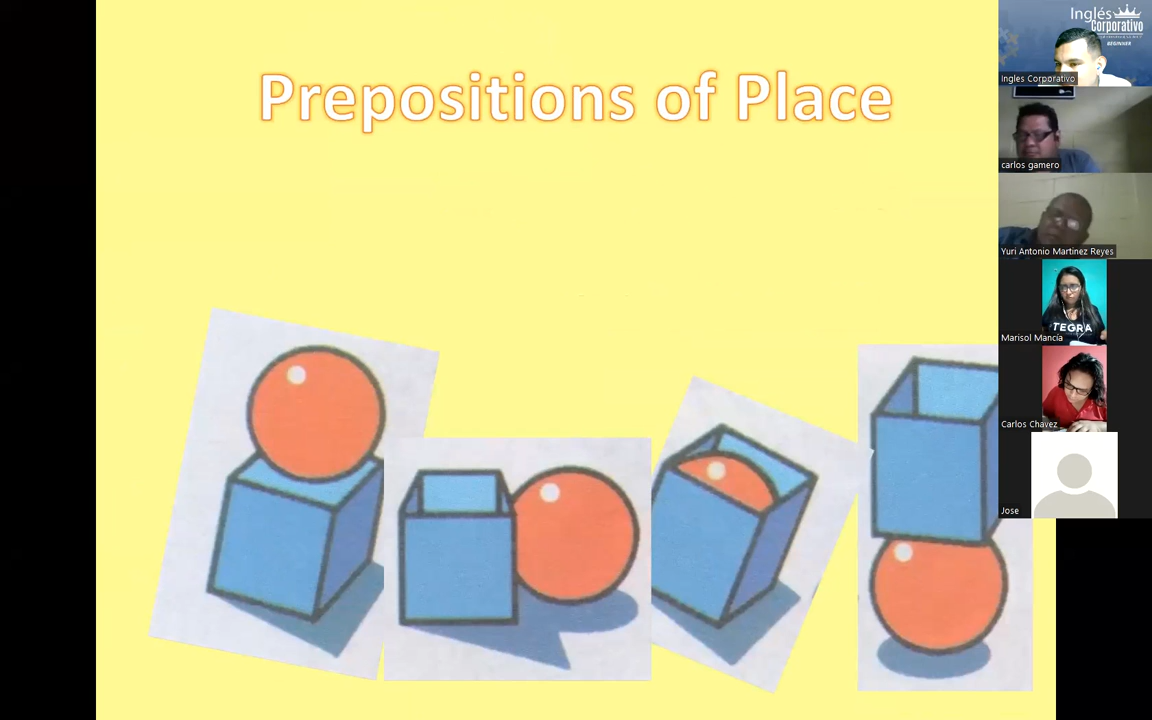 Prepositions of Place
Inglés
Corporativo
BEGINNER
Ingles Corporativo
carlos gamero
Yuri Antonio Martinez Reyes
TEGRA
Marisol Mancía
Carlos Chavez
Jose